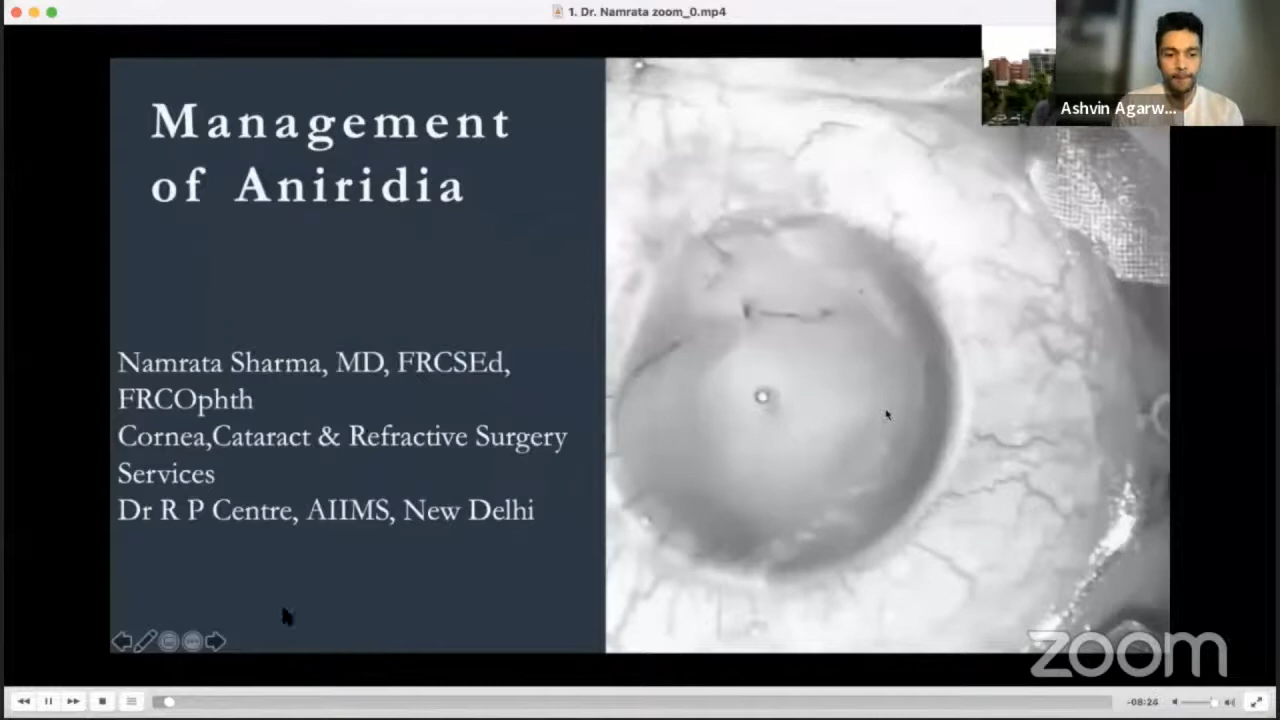 1. Dr. Namrata zoom_0.mp4
Ashvin Agarw...
Management
of Aniridia
Namrata Sharma, MD, FRCSEd,
FRCOphth
Cornea,Cataract & Refractive Surgery
Services
Dr R P Centre, AIIMS, New Delhi
zoom
-08:24